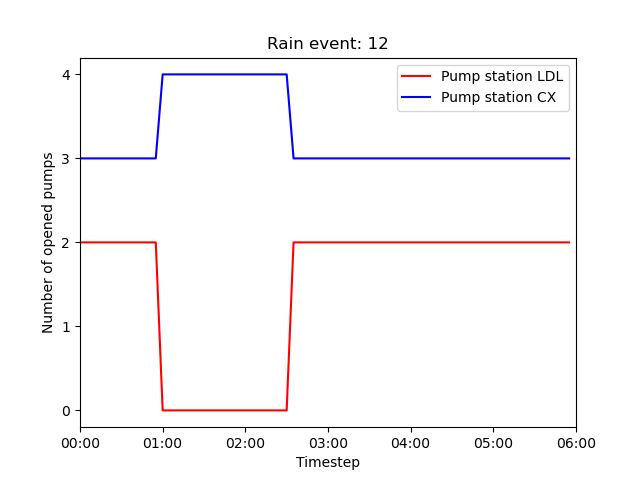 Rain event: 12
Pump station LDL
Pump station CX
Number of opened pumps
4
3
2
1
0
00:00 01:00 02:00 03:00 04:00 05:00 06:00
Timestep